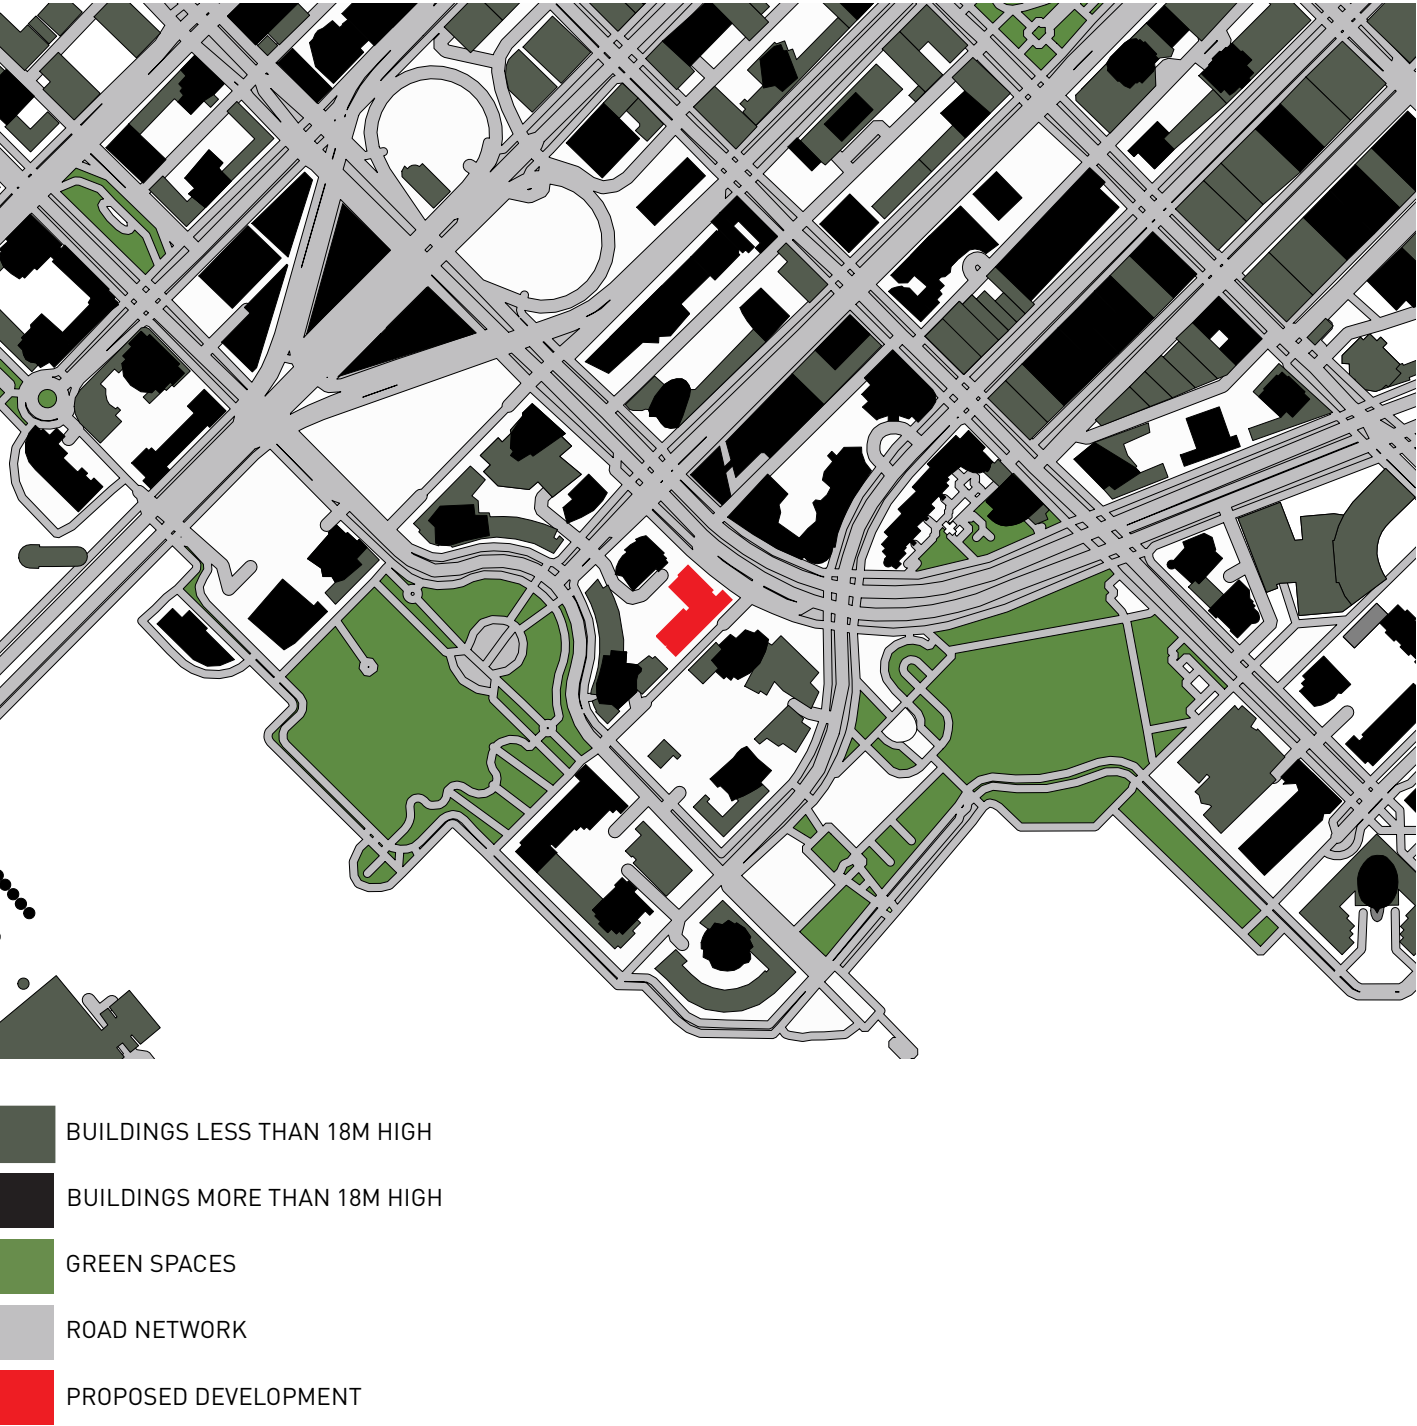 BUILDINGS LESS THAN 18M HIGH
BUILDINGS MORE THAN 18M HIGH
GREEN SPACES
ROAD NETWORK
PROPOSED DEVELOPMENT